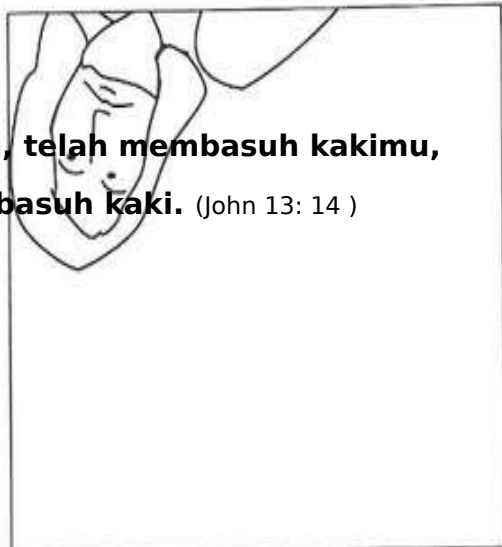 , telah membasuh kakimu,
basuh kaki. (John 13: 14 )